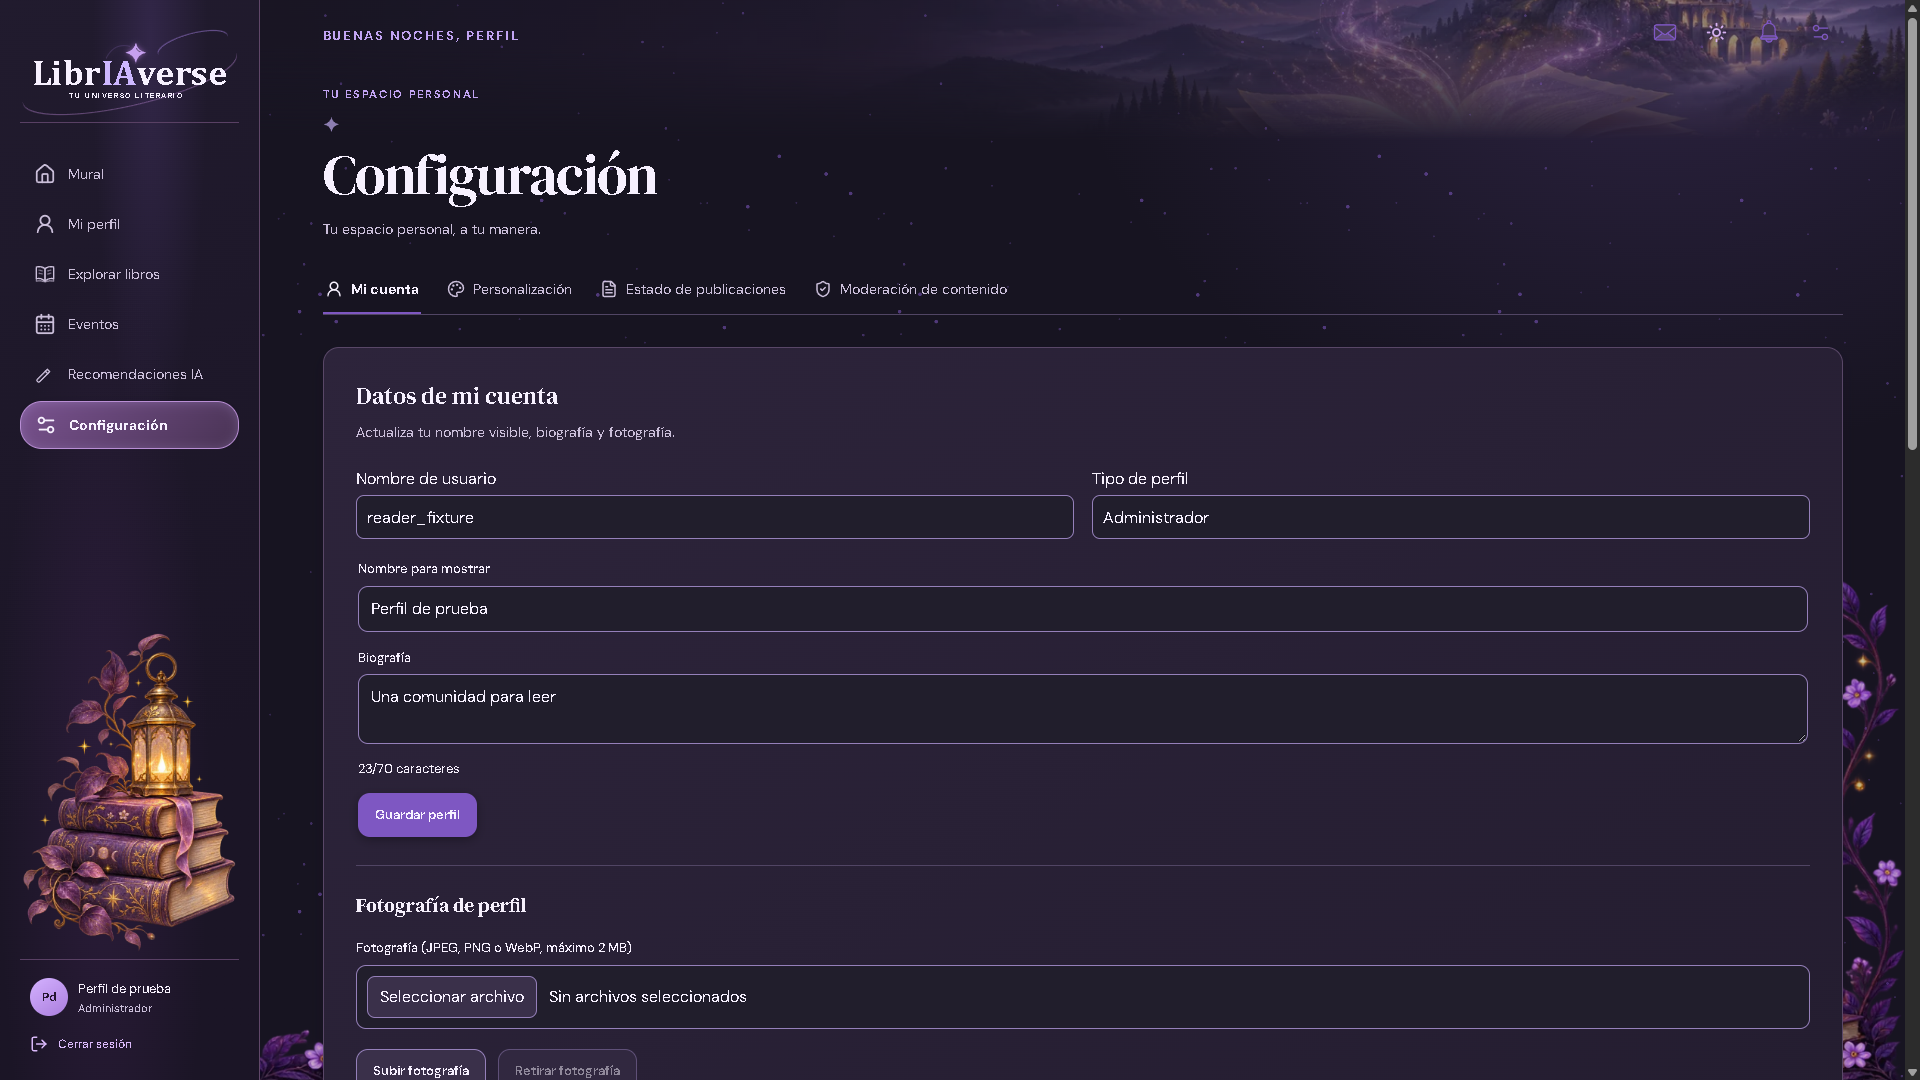 LibrIAverse
TU UNIVERSO LITERARIO
Mural
Mi perfil
Explorar libros
Eventos
Recomendaciones IA
Configuración
Pd
Perfil de prueba
Administrador
Cerrar sesión
BUENAS NOCHES, PERFIL
TU ESPACIO PERSONAL
Configuración
Tu espacio personal, a tu manera.
Mi cuenta
Personalización
Estado de publicaciones
Moderación de contenido
Datos de mi cuenta
Actualiza tu nombre visible, biografía y fotografía.
Nombre de usuario
reader_fixture
Tipo de perfil
Administrador
Nombre para mostrar
Perfil de prueba
Biografía
Una comunidad para leer
23/70 caracteres
Guardar perfil
Fotografía de perfil
Fotografía (JPEG, PNG o WebP, máximo 2 MB)
Seleccionar archivo
Sin archivos seleccionados
Subir fotografía
Retirar fotografía